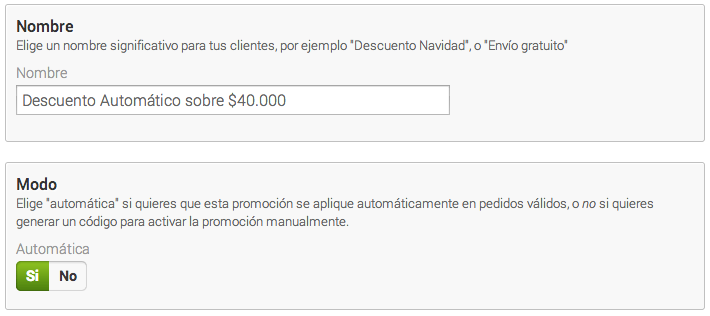 Nombre
Elige un nombre significativo para tus clientes, por ejemplo "Descuento Navidad", o "Envío gratuito"
Nombre
Descuento Automático sobre $40.000
Modo
Elige "automática" si quieres que esta promoción se aplique automáticamente en pedidos válidos, o no si quieres
generar un código para activar la promoción manualmente.
Automática
Si No